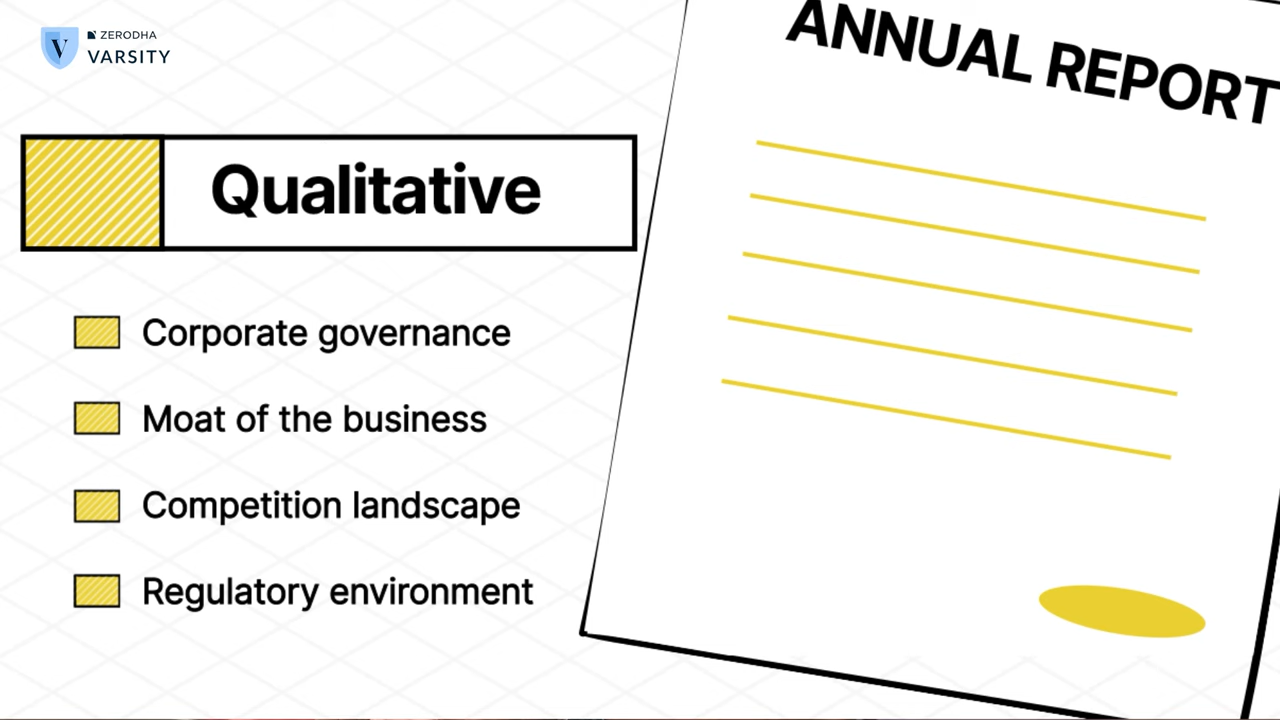 ZERODHA
VARSITY
ANNUAL REPORT
Qualitative
Corporate governance
Moat of the business
Competition landscape
Regulatory environment